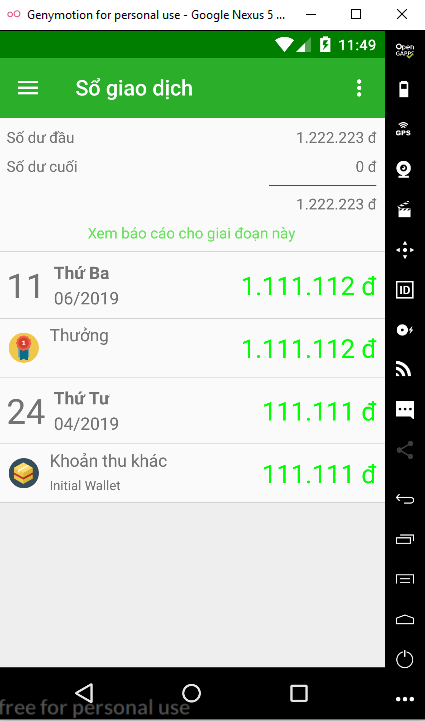 Genymotion for personal use - Google Nexus 5 ...
11:49
Open
GAPPS
Sổ giao dịch
GPS
Số dư đầu 1.222.223 đ
Số dư cuối 0 đ
1.222.223 đ
Xem báo cáo cho giai đoạn này
11 Thứ Ba
06/2019
1.111.112 đ
ID
Thưởng 1.111.112 đ
24 Thứ Tư
04/2019
111.111 đ
Khoản thu khác
Initial Wallet
111.111 đ
free for personal use